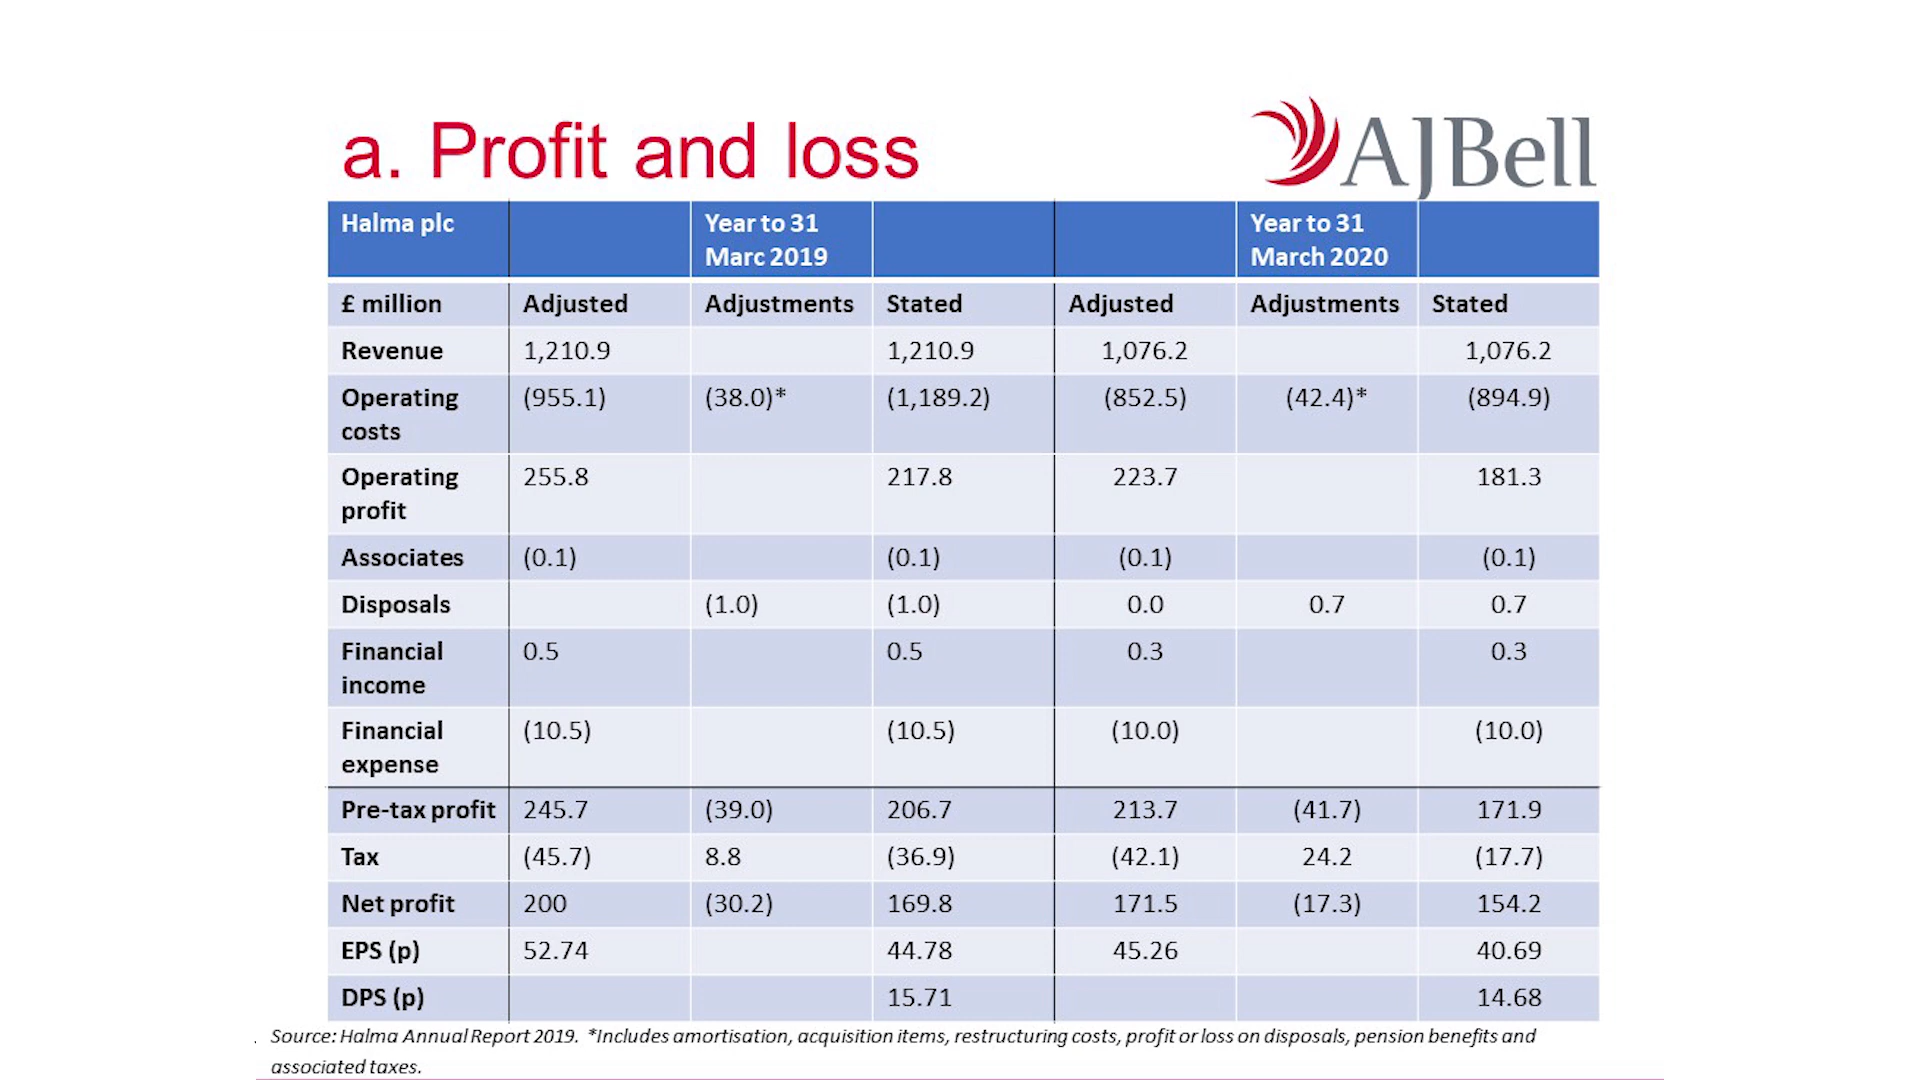 a. Profit and loss
AJBell
Halma plc Year to 31 Marc 2019 Year to 31 March 2020
£ million Adjusted Adjustments Stated Adjusted Adjustments Stated
Revenue 1,210.9 1,210.9 1,076.2 1,076.2
Operating costs (955.1) (38.0)* (1,189.2) (852.5) (42.4)* (894.9)
Operating profit 255.8 217.8 223.7 181.3
Associates (0.1) (0.1) (0.1) (0.1)
Disposals (1.0) (1.0) 0.0 0.7 0.7
Financial income 0.5 0.5 0.3 0.3
Financial expense (10.5) (10.5) (10.0) (10.0)
Pre-tax profit 245.7 (39.0) 206.7 213.7 (41.7) 171.9
Tax (45.7) 8.8 (36.9) (42.1) 24.2 (17.7)
Net profit 200 (30.2) 169.8 171.5 (17.3) 154.2
EPS (p) 52.74 44.78 45.26 40.69
DPS (p) 15.71 14.68
. Source: Halma Annual Report 2019. *Includes amortisation, acquisition items, restructuring costs, profit or loss on disposals, pension benefits and
associated taxes.